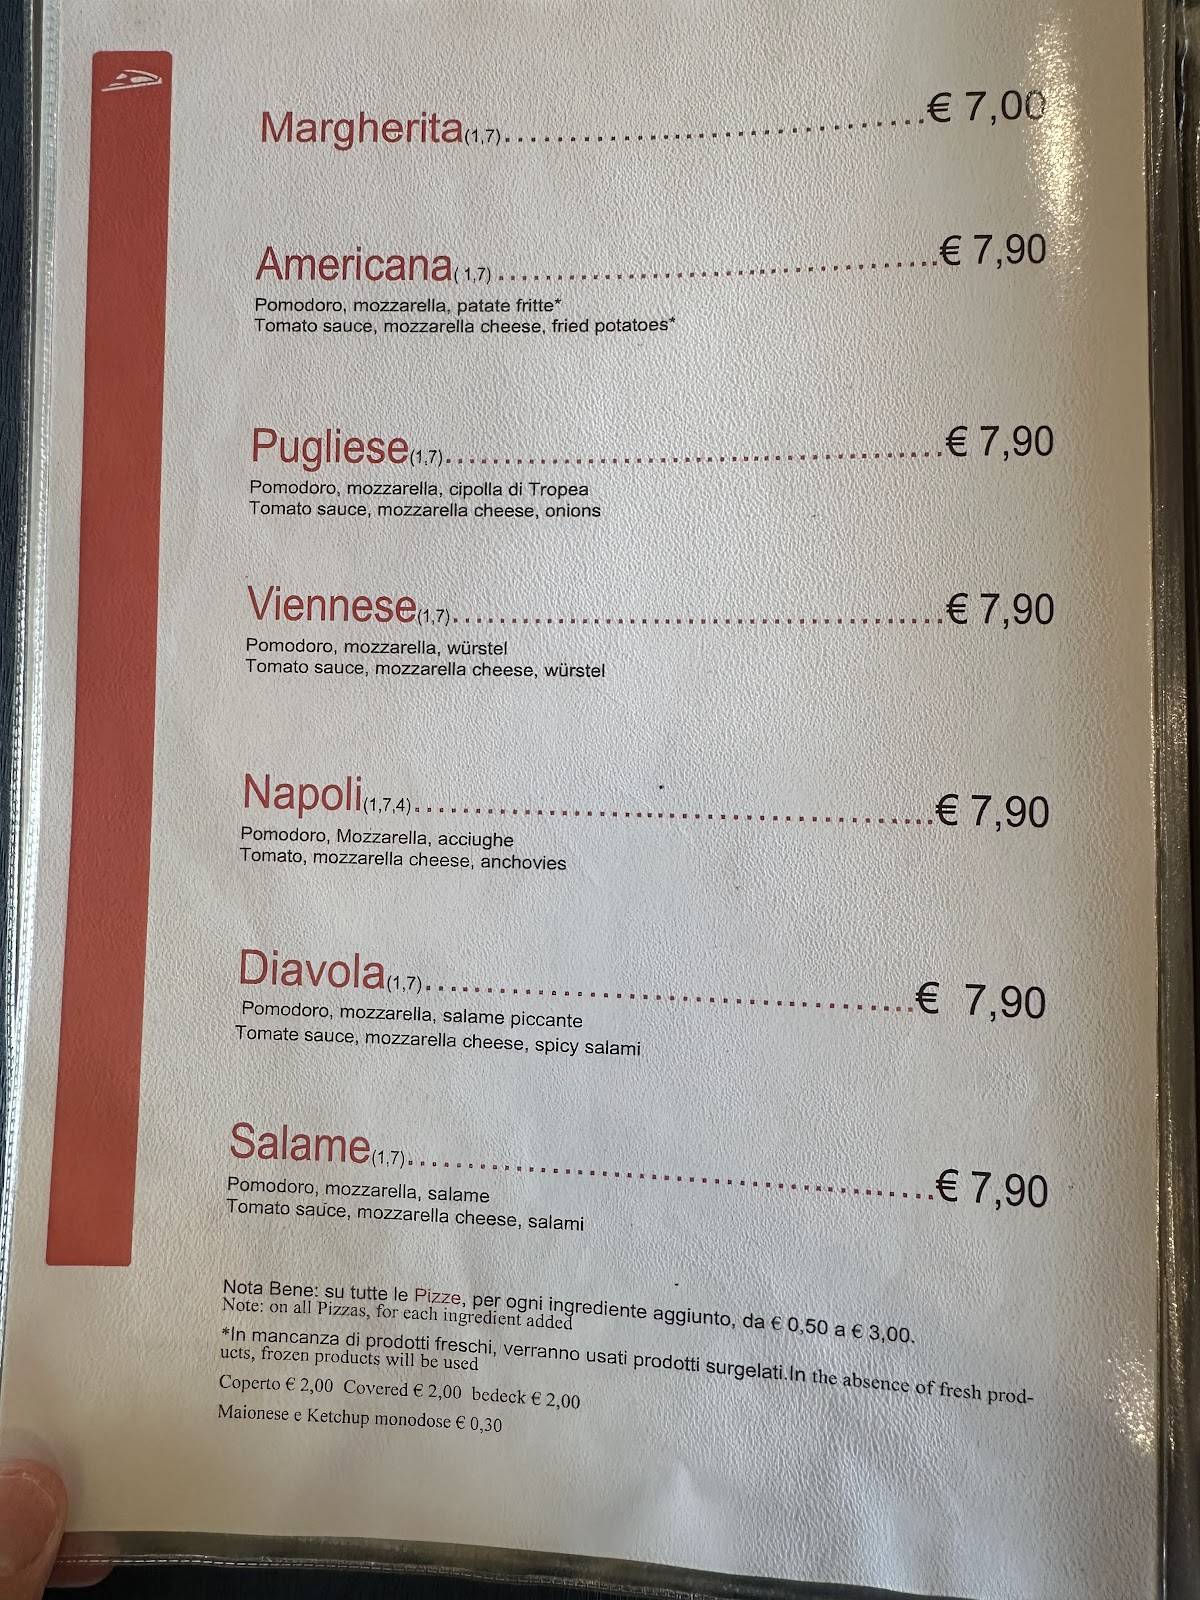 Margherita(1,7)................................€ 7,00
Americana( 1,7)................................€ 7,90
Pomodoro, mozzarella, patate fritte*
Tomato sauce, mozzarella cheese, fried potatoes*
Pugliese(1,7)................................€ 7,90
Pomodoro, mozzarella, cipolla di Tropea
Tomato sauce, mozzarella cheese, onions
Viennese(1,7)................................€ 7,90
Pomodoro, mozzarella, würstel
Tomato sauce, mozzarella cheese, würstel
Napoli(1,7,4)................................€ 7,90
Pomodoro, Mozzarella, acciughe
Tomato, mozzarella cheese, anchovies
Diavola(1,7)................................€ 7,90
Pomodoro, mozzarella, salame piccante
Tomate sauce, mozzarella cheese, spicy salami
Salame(1,7)................................€ 7,90
Pomodoro, mozzarella, salame
Tomato sauce, mozzarella cheese, salami
Nota Bene: su tutte le Pizze, per ogni ingrediente aggiunto, da € 0,50 a € 3,00.
Note: on all Pizzas, for each ingredient added
*In mancanza di prodotti freschi, verranno usati prodotti surgelati.In the absence of fresh prod-
ucts, frozen products will be used
Coperto € 2,00 Covered € 2,00 bedeck € 2,00
Maionese e Ketchup monodose € 0,30